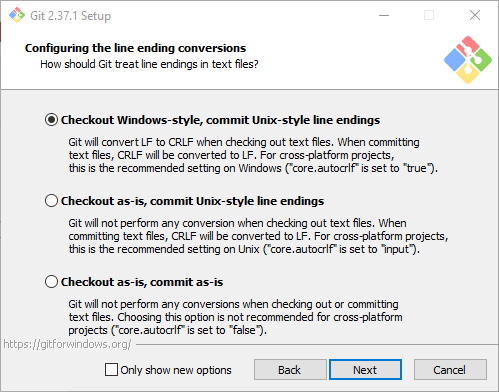 Git 2.37.1 Setup
Configuring the line ending conversions
How should Git treat line endings in text files?
Checkout Windows-style, commit Unix-style line endings
Git will convert LF to CRLF when checking out text files. When committing
text files, CRLF will be converted to LF. For cross-platform projects,
this is the recommended setting on Windows ("core.autocrlf" is set to "true").
Checkout as-is, commit Unix-style line endings
Git will not perform any conversion when checking out text files. When
committing text files, CRLF will be converted to LF. For cross-platform projects,
this is the recommended setting on Unix ("core.autocrlf" is set to "input").
Checkout as-is, commit as-is
Git will not perform any conversions when checking out or committing
text files. Choosing this option is not recommended for cross-platform
projects ("core.autocrlf" is set to "false").
https://gitforwindows.org/
Only show new options
Back
Next
Cancel